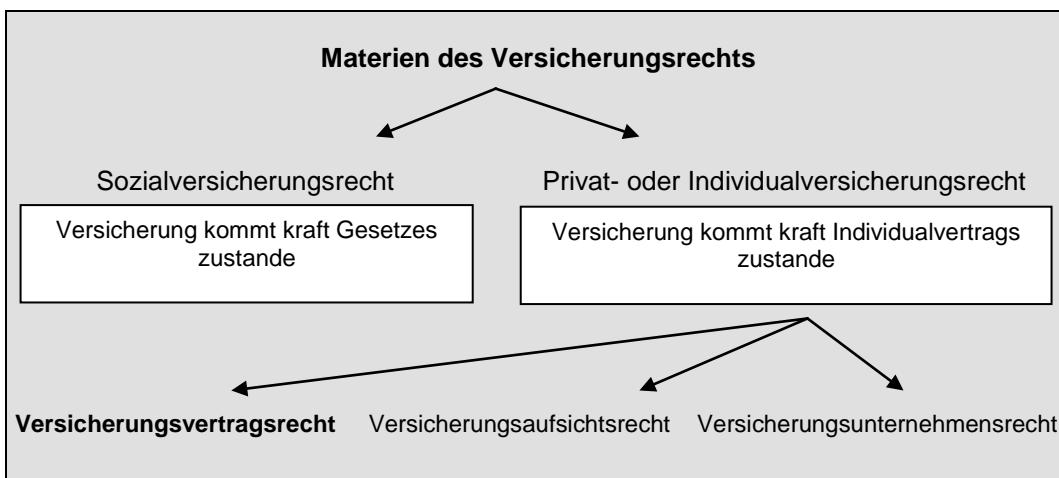 Materien des Versicherungsrechts
Sozialversicherungsrecht
Privat- oder Individualversicherungsrecht
Versicherung kommt kraft Gesetzes
zustande
Versicherung kommt kraft Individualvertrags
zustande
Versicherungsvertragsrecht
Versicherungsaufsichtsrecht
Versicherungsunternehmensrecht